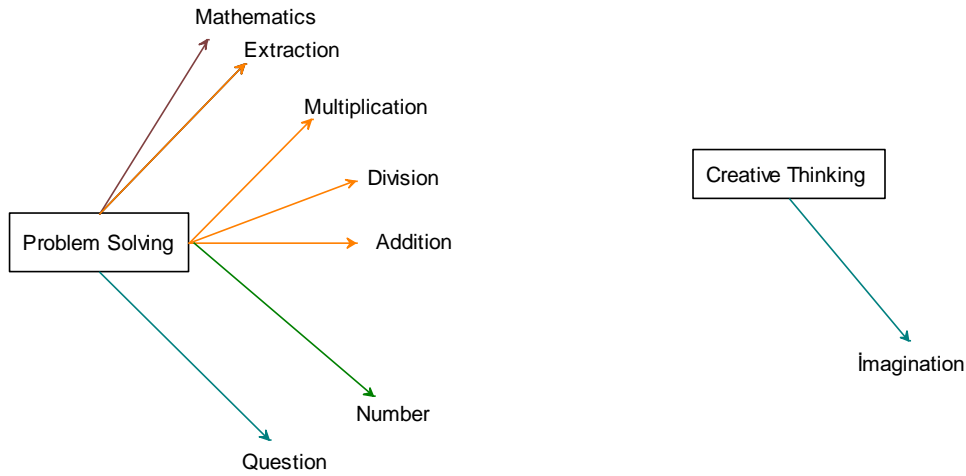 Mathematics
Extraction
Multiplication
Division
Creative Thinking
Problem Solving
Addition
İmagination
Number
Question